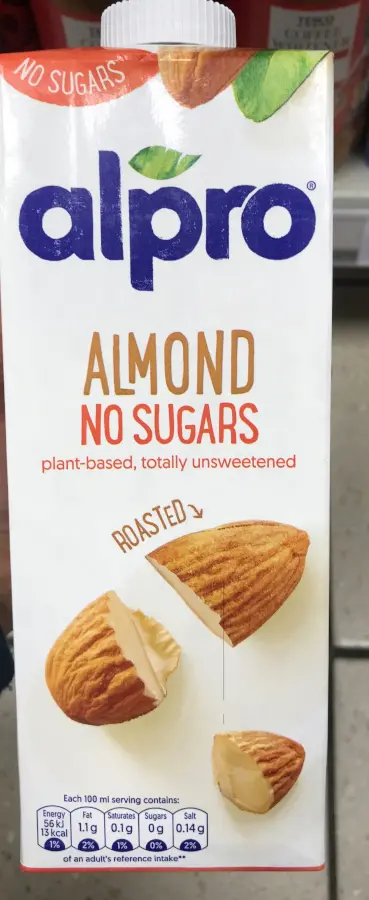 NO SUGARS**
alpro®
ALMOND
NO SUGARS
plant-based, totally unsweetened
ROASTED
Each 100 ml serving contains:
Energy Fat Saturates Sugars Salt
56 kJ 1.1g 0.1g 0g 0.14g
13 kcal
1% 2% 1% 0% 2%
of an adult's reference intake**